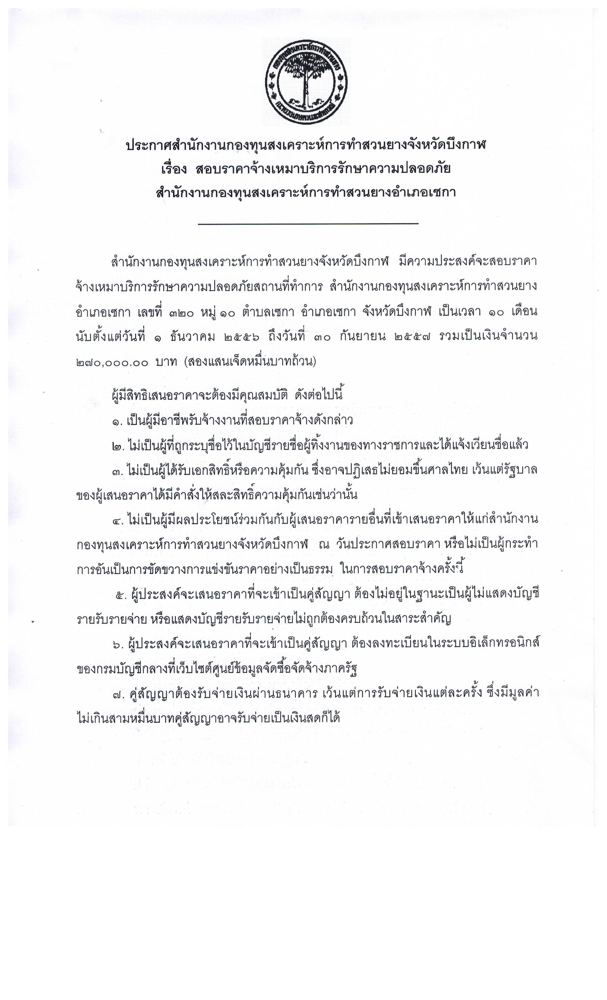 กองทุนสงเคราะห์การทำสวนยาง
กระทรวงเกษตรและสหกรณ์
ประกาศสำนักงานกองทุนสงเคราะห์การทำสวนยางจังหวัดบึงกาฬ
เรื่อง สอบราคาจ้างเหมาบริการรักษาความปลอดภัย
สำนักงานกองทุนสงเคราะห์การทำสวนยางอำเภอเซกา
สำนักงานกองทุนสงเคราะห์การทำสวนยางจังหวัดบึงกาฬ มีความประสงค์จะสอบราคา
จ้างเหมาบริการรักษาความปลอดภัยสถานที่ทำการ สำนักงานกองทุนสงเคราะห์การทำสวนยาง
อำเภอเซกา เลขที่ ๓๒๐ หมู่ ๑๐ ตำบลเซกา อำเภอเซกา จังหวัดบึงกาฬ เป็นเวลา ๑๐ เดือน
นับตั้งแต่วันที่ ๑ ธันวาคม ๒๕๕๖ ถึงวันที่ ๓๐ กันยายน ๒๕๕๗ รวมเป็นเงินจำนวน
๒๗๐,๐๐๐.๐๐ บาท (สองแสนเจ็ดหมื่นบาทถ้วน)
ผู้มีสิทธิเสนอราคาจะต้องมีคุณสมบัติ ดังต่อไปนี้
๑. เป็นผู้มีอาชีพรับจ้างงานที่สอบราคาจ้างดังกล่าว
๒. ไม่เป็นผู้ที่ถูกระบุชื่อไว้ในบัญชีรายชื่อผู้ทิ้งงานของทางราชการและได้แจ้งเวียนชื่อแล้ว
๓. ไม่เป็นผู้ได้รับเอกสิทธิ์หรือความคุ้มกัน ซึ่งอาจปฏิเสธไม่ยอมขึ้นศาลไทย เว้นแต่รัฐบาล
ของผู้เสนอราคาได้มีคำสั่งให้สละสิทธิ์ความคุ้มกันเช่นว่านั้น
๔. ไม่เป็นผู้มีผลประโยชน์ร่วมกันกับผู้เสนอราคารายอื่นที่เข้าเสนอราคาให้แก่สำนักงาน
กองทุนสงเคราะห์การทำสวนยางจังหวัดบึงกาฬ ณ วันประกาศสอบราคา หรือไม่เป็นผู้กระทำ
การอันเป็นการขัดขวางการแข่งขันราคาอย่างเป็นธรรม ในการสอบราคาจ้างครั้งนี้
๕. ผู้ประสงค์จะเสนอราคาที่จะเข้าเป็นคู่สัญญา ต้องไม่อยู่ในฐานะเป็นผู้ไม่แสดงบัญชี
รายรับรายจ่าย หรือแสดงบัญชีรายรับรายจ่ายไม่ถูกต้องครบถ้วนในสาระสำคัญ
๖. ผู้ประสงค์จะเสนอราคาที่จะเข้าเป็นคู่สัญญา ต้องลงทะเบียนในระบบอิเล็กทรอนิกส์
ของกรมบัญชีกลางที่เว็บไซต์ศูนย์ข้อมูลจัดซื้อจัดจ้างภาครัฐ
๗. คู่สัญญาต้องรับจ่ายเงินผ่านธนาคาร เว้นแต่การรับจ่ายเงินแต่ละครั้ง ซึ่งมีมูลค่า
ไม่เกินสามหมื่นบาทคู่สัญญาอาจรับจ่ายเป็นเงินสดก็ได้